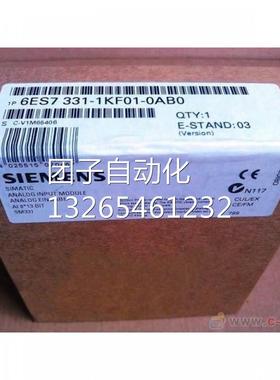 1P 6ES7 331-1KF01-0AB0
QTY:1
S C-V1M66406
E-STAND:03
(Version)
SIEMENS
SIMATIC
ANALOG INPUT MODULE
SM331
N117
团子自动化
13265461232